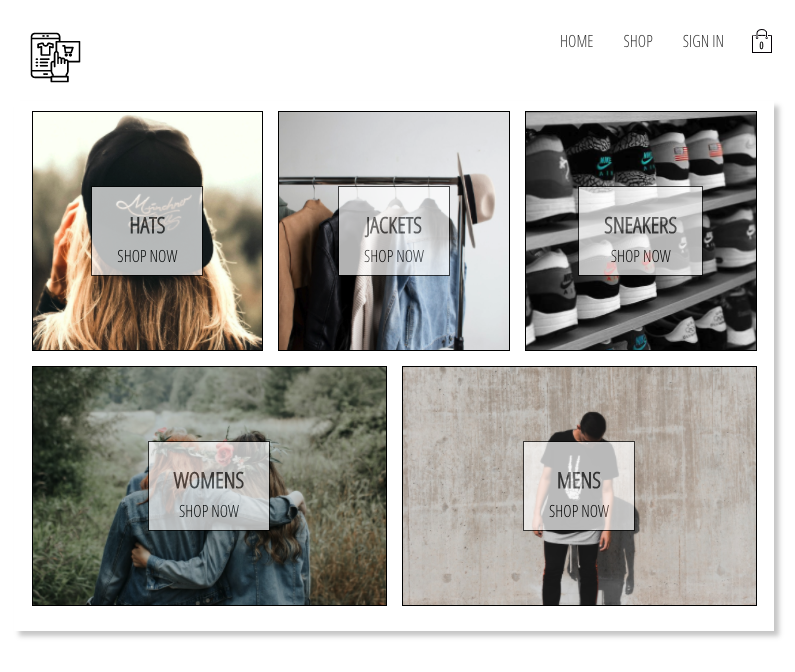 HOME SHOP SIGN IN 0
München
HATS
SHOP NOW
JACKETS
SHOP NOW
SNEAKERS
SHOP NOW
WOMENS
SHOP NOW
MENS
SHOP NOW